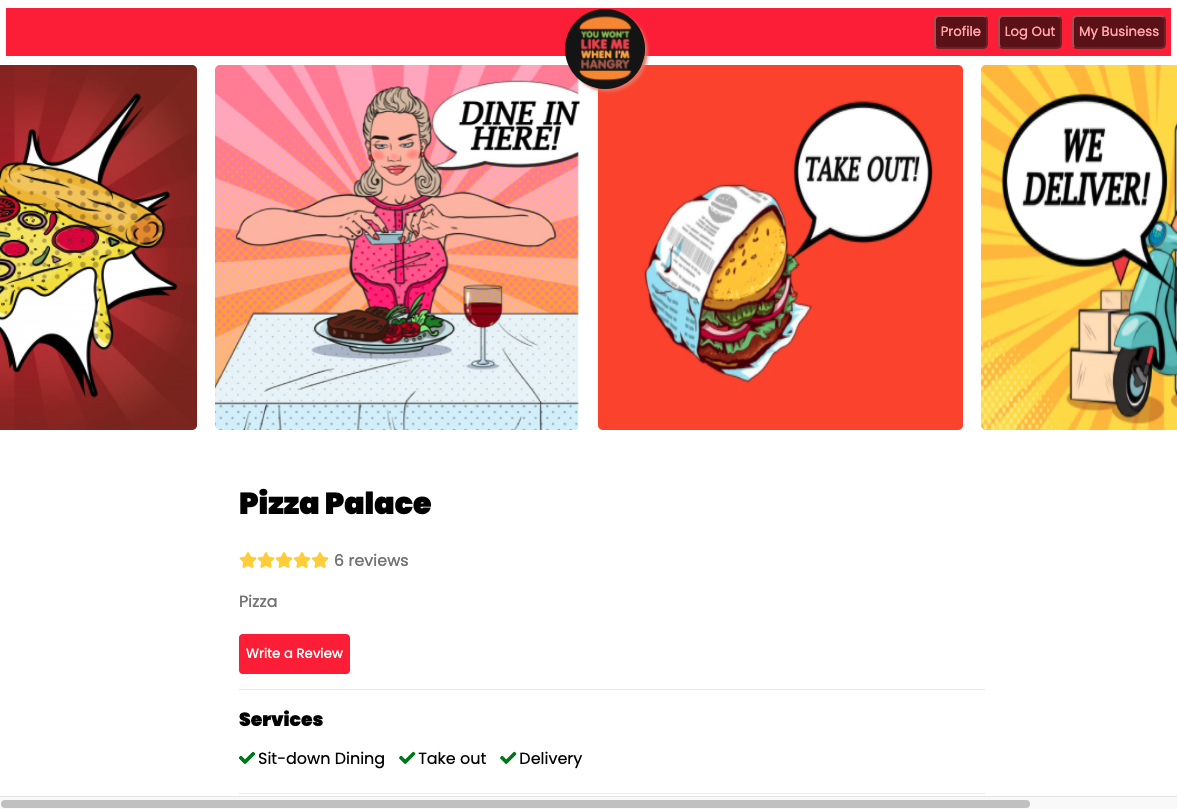 YOU WON'T
LIKE ME
WHEN I'M
HANGRY
Profile
Log Out
My Business
DINE IN
HERE!
TAKE OUT!
WE
DELIVER!
Pizza Palace
6 reviews
Pizza
Write a Review
Services
Sit-down Dining
Take out
Delivery